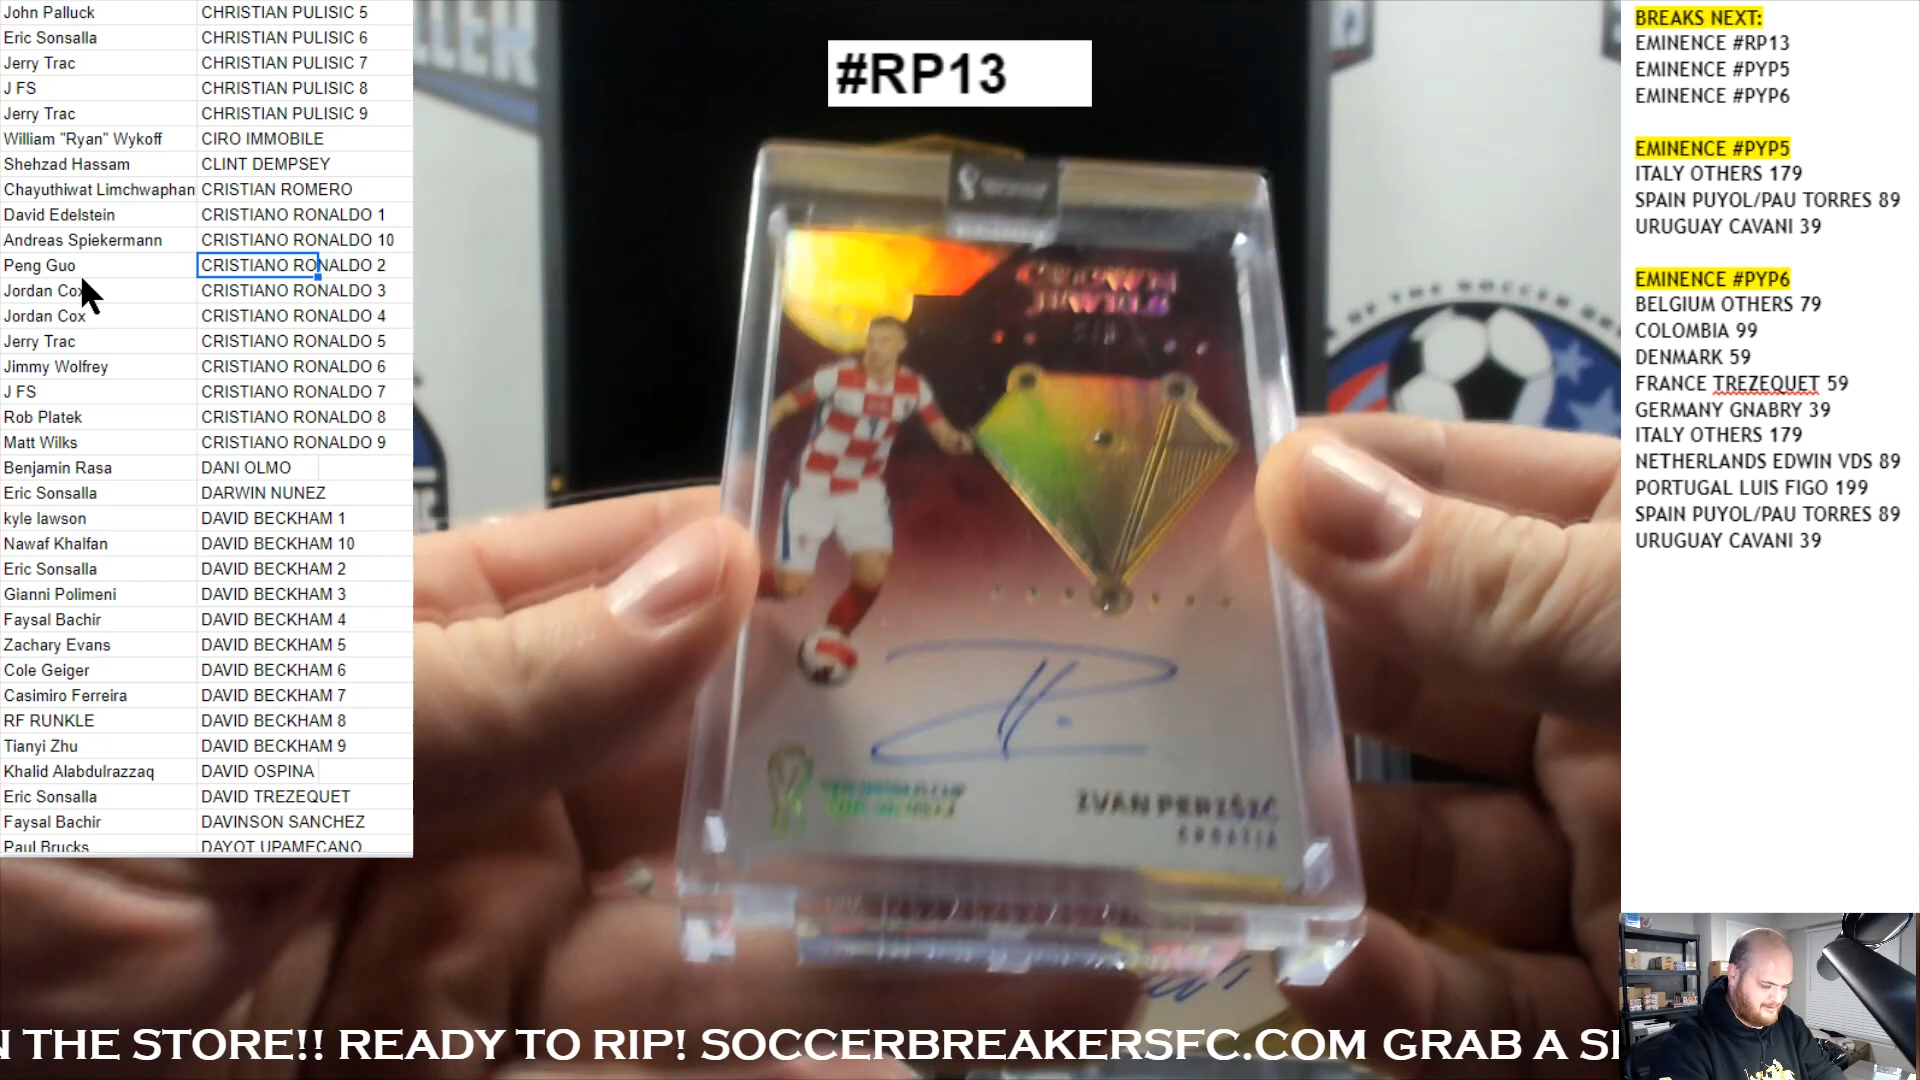 John Palluck CHRISTIAN PULISIC 5
Eric Sonsalla CHRISTIAN PULISIC 6
Jerry Trac CHRISTIAN PULISIC 7
J FS CHRISTIAN PULISIC 8
Jerry Trac CHRISTIAN PULISIC 9
William "Ryan" Wykoff CIRO IMMOBILE
Shehzad Hassam CLINT DEMPSEY
Chayuthiwat Limchwaphan CRISTIAN ROMERO
David Edelstein CRISTIANO RONALDO 1
Andreas Spiekermann CRISTIANO RONALDO 10
Peng Guo CRISTIANO RONALDO 2
Jordan Cox CRISTIANO RONALDO 3
Jordan Cox CRISTIANO RONALDO 4
Jerry Trac CRISTIANO RONALDO 5
Jimmy Wolfrey CRISTIANO RONALDO 6
J FS CRISTIANO RONALDO 7
Rob Platek CRISTIANO RONALDO 8
Matt Wilks CRISTIANO RONALDO 9
Benjamin Rasa DANI OLMO
Eric Sonsalla DARWIN NUNEZ
kyle lawson DAVID BECKHAM 1
Nawaf Khalfan DAVID BECKHAM 10
Eric Sonsalla DAVID BECKHAM 2
Gianni Polimeni DAVID BECKHAM 3
Faysal Bachir DAVID BECKHAM 4
Zachary Evans DAVID BECKHAM 5
Cole Geiger DAVID BECKHAM 6
Casimiro Ferreira DAVID BECKHAM 7
RF RUNKLE DAVID BECKHAM 8
Tianyi Zhu DAVID BECKHAM 9
Khalid Alabdulrazzaq DAVID OSPINA
Eric Sonsalla DAVID TREZEQUET
Faysal Bachir DAVINSON SANCHEZ
Paul Brucks DAYOT UPAMECANO
#RP13
CROWN
JEWELS
IVAN PERIŠIĆ
CROATIA
BREAKS NEXT:
EMINENCE #RP13
EMINENCE #PYP5
EMINENCE #PYP6
EMINENCE #PYP5
ITALY OTHERS 179
SPAIN PUYOL/PAU TORRES 89
URUGUAY CAVANI 39
EMINENCE #PYP6
BELGIUM OTHERS 79
COLOMBIA 99
DENMARK 59
FRANCE TREZEQUET 59
GERMANY GNABRY 39
ITALY OTHERS 179
NETHERLANDS EDWIN VDS 89
PORTUGAL LUIS FIGO 199
SPAIN PUYOL/PAU TORRES 89
URUGUAY CAVANI 39
N THE STORE!! READY TO RIP! SOCCERBREAKERSFC.COM GRAB A S